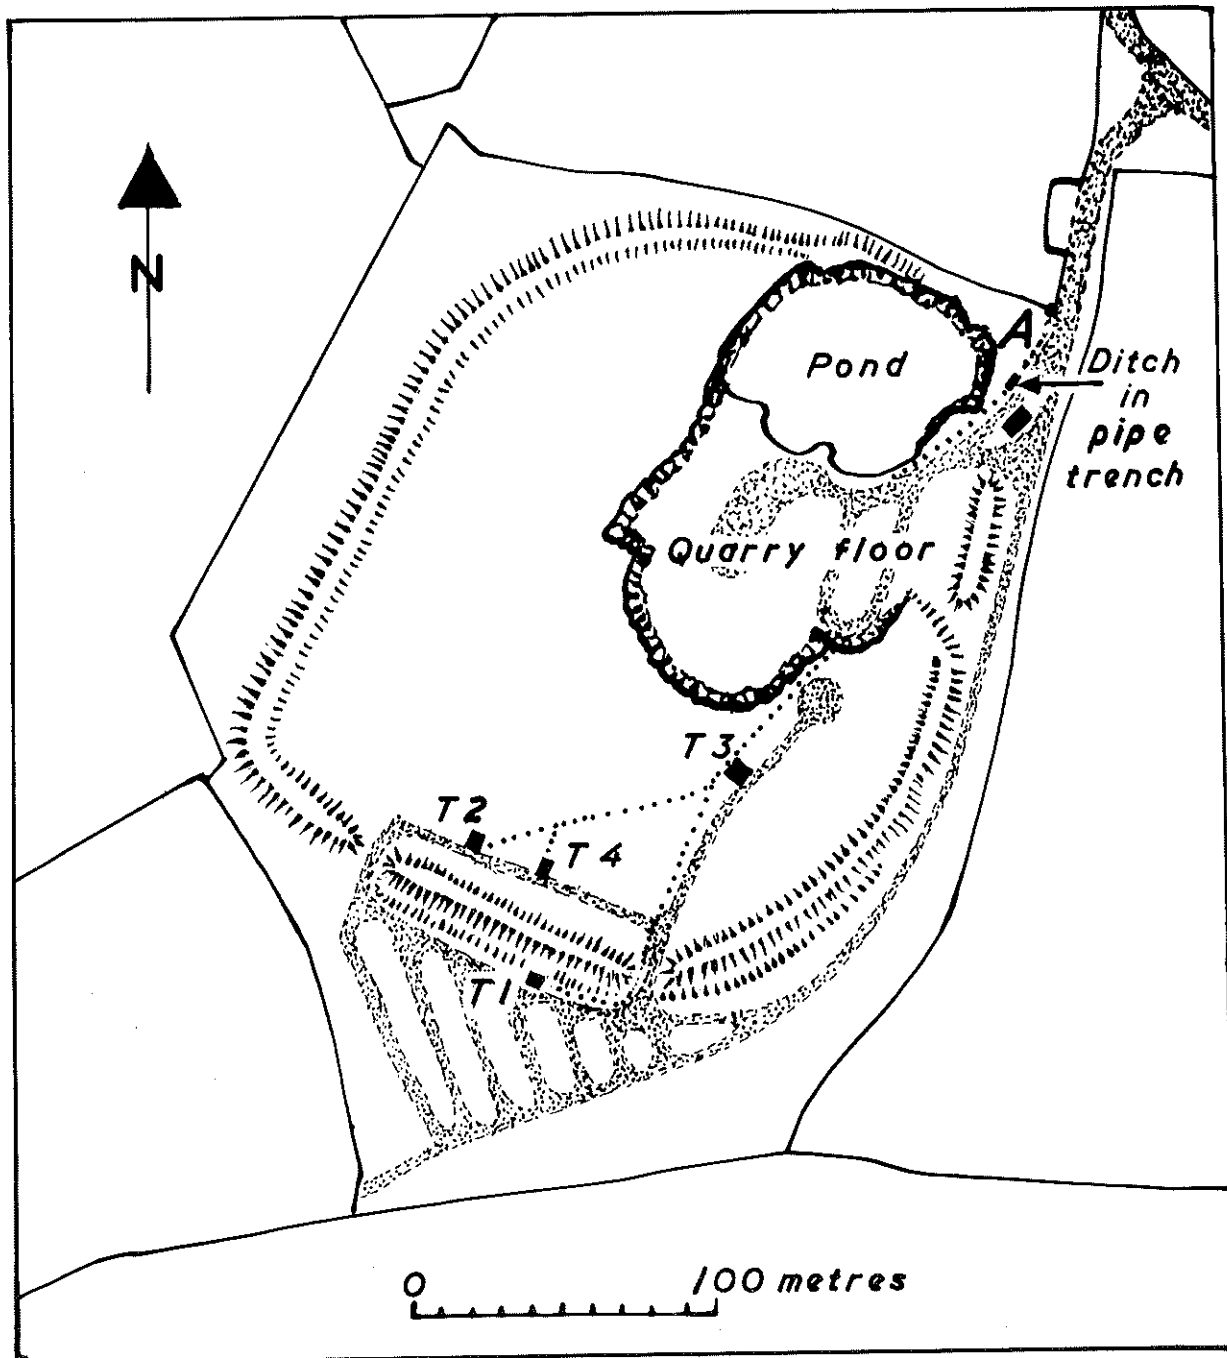 N
Pond
A
Ditch
in
pipe
trench
Quarry floor
T3
T2
T4
T1
0 100 metres